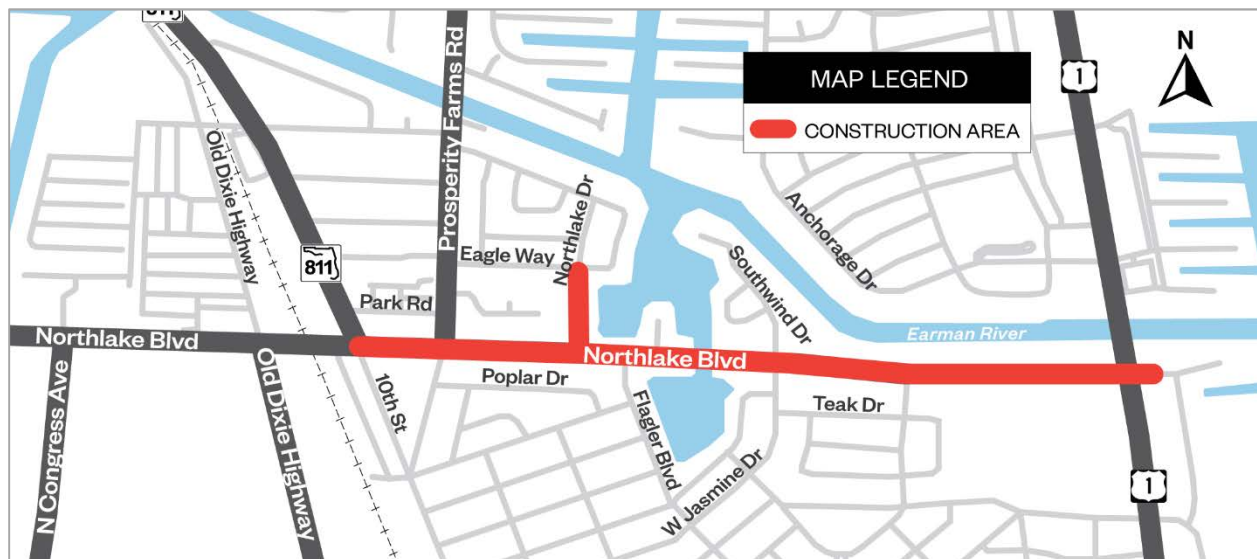 811
Prosperity Farms Rd
1
N
MAP LEGEND
CONSTRUCTION AREA
Old Dixie Highway
Northlake Dr
Anchorage Dr
Eagle Way
Southwind Dr
811
Park Rd
Northlake Blvd
Earman River
Northlake Blvd
Poplar Dr
10th St
Old Dixie Highway
N Congress Ave
Flagler Blvd
Teak Dr
W Jasmine Dr
1